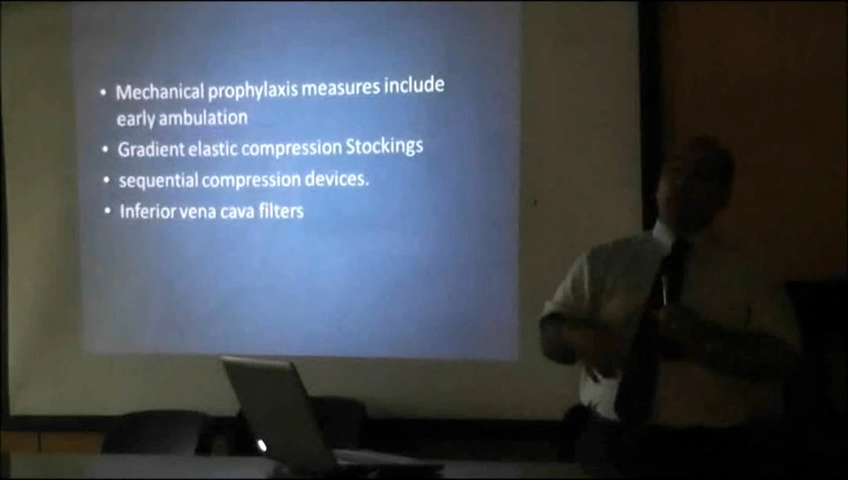 • Mechanical prophylaxis measures include
early ambulation
• Gradient elastic compression Stockings
• sequential compression devices.
• Inferior vena cava filters